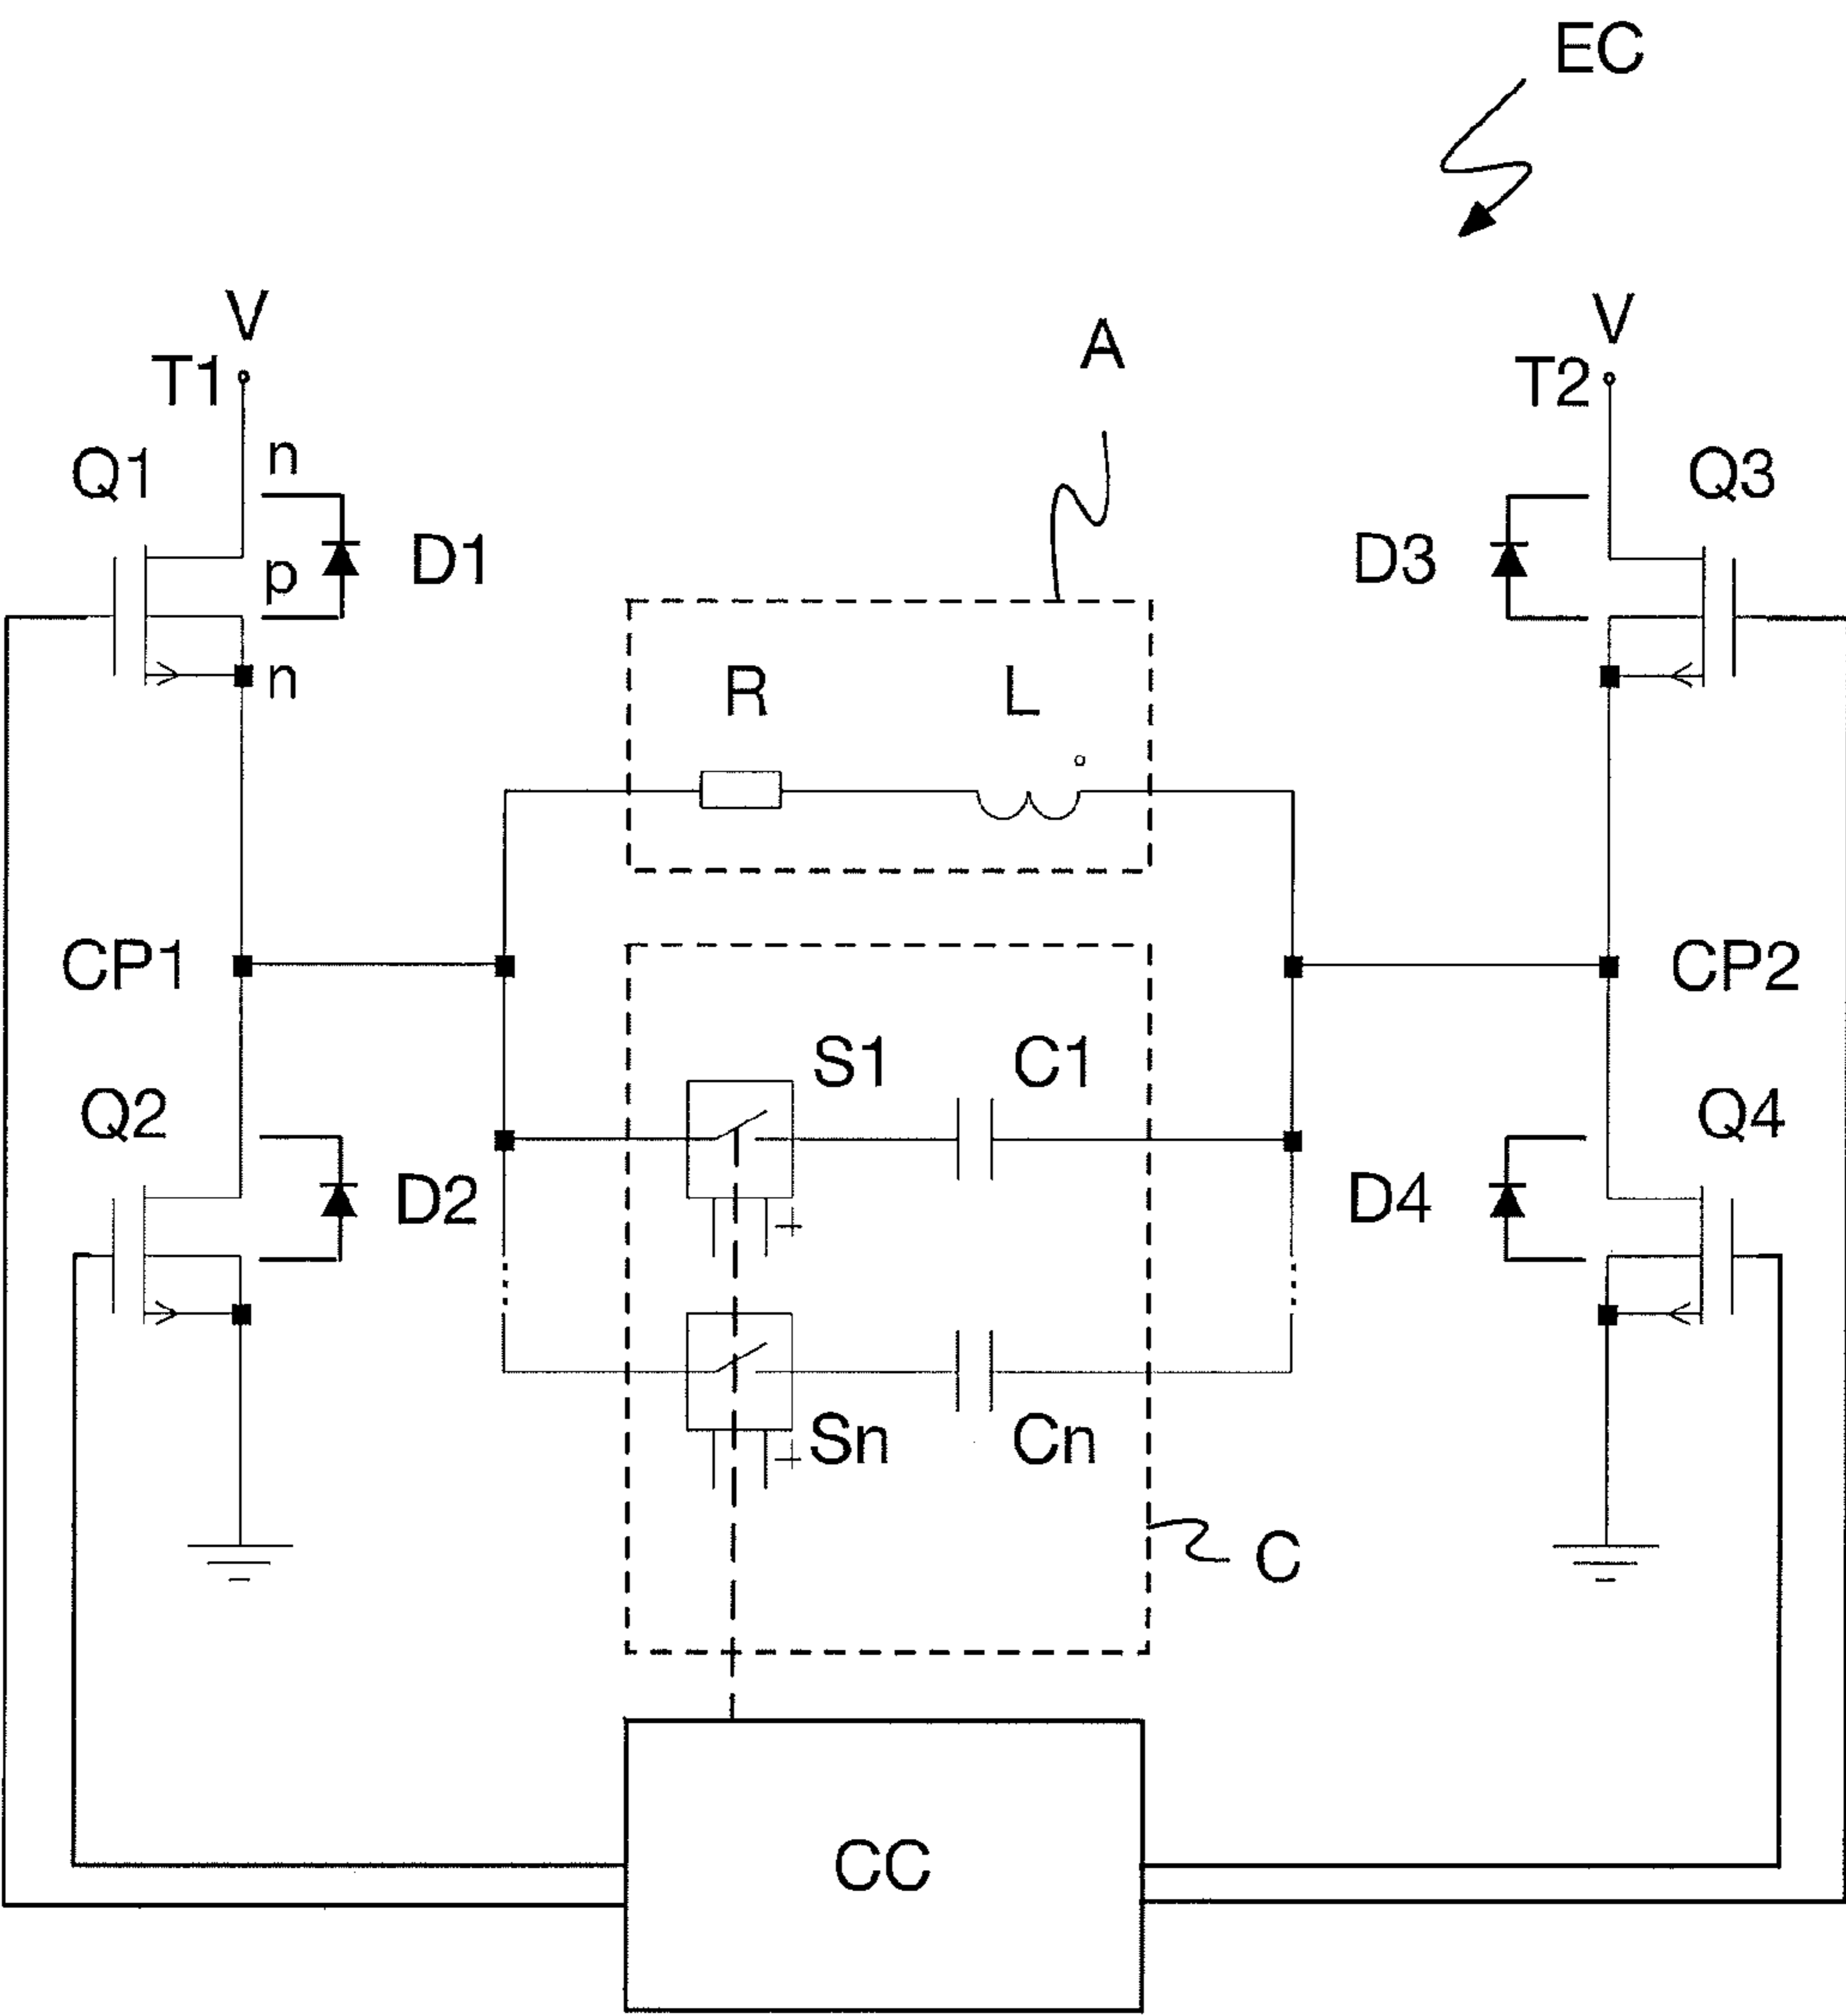 EC
V
V
A
T1
T2
n
Q1
Q3
D1
D3
p
n
R
L
CP1
CP2
S1
C1
Q2
Q4
D2
D4
+
Sn
Cn
+
C
CC